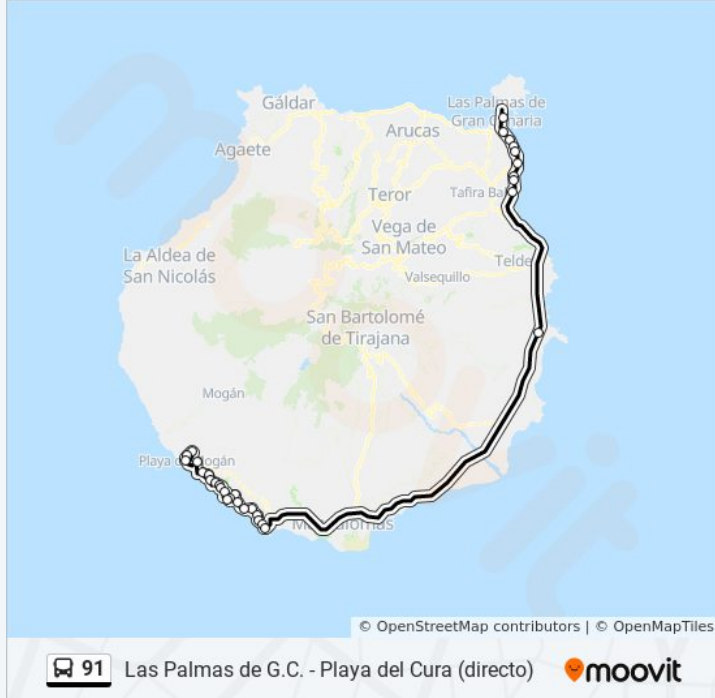 Gáldar
Las Palmas de
Gran Canaria
Arucas
Agaete
Teror
Tafira Ba
Vega de
San Mateo
La Aldea de
San Nicolás
Telde
Valsequillo
San Bartolomé
de Tirajana
Mogán
Playa de Mogán
Maspalomas
© OpenStreetMap contributors | © OpenMapTiles
91 Las Palmas de G.C. - Playa del Cura (directo) moovit